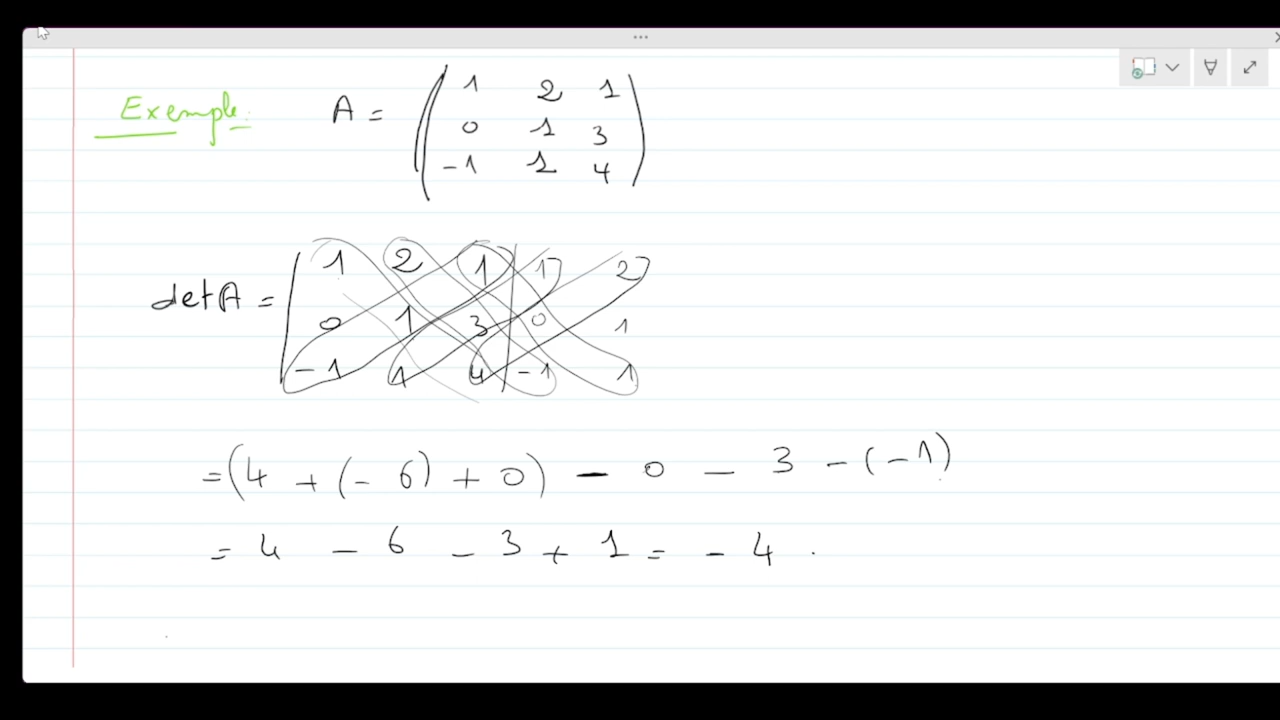 Exemple: A = ( 1 2 1
0 1 3
-1 1 4 )
det A = | 1 2 1 | 1 2
0 1 3 | 0 1
-1 1 4 | -1 1
= (4 + (- 6) + 0) - 0 - 3 - (- 1)
= 4 - 6 - 3 + 1 = - 4 .